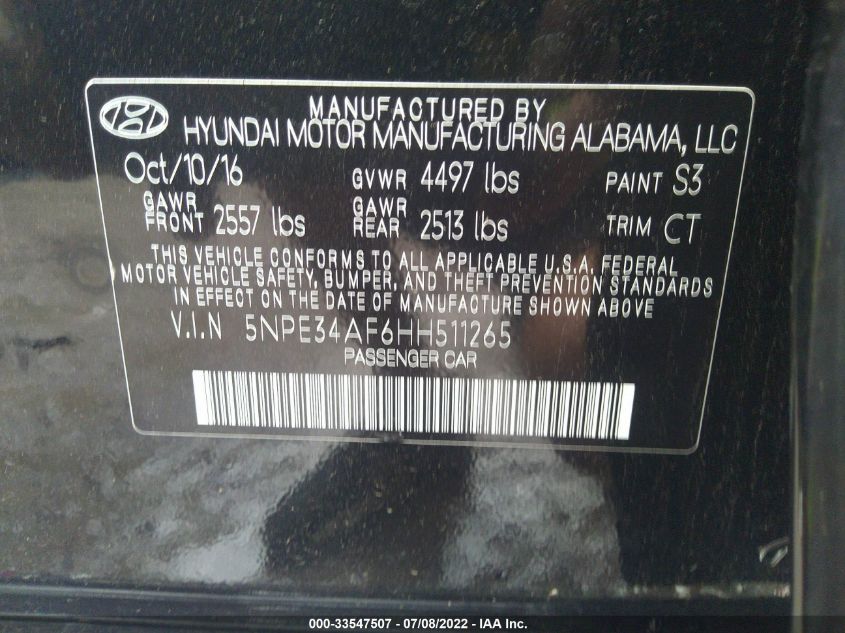 MANUFACTURED BY
HYUNDAI MOTOR MANUFACTURING ALABAMA, LLC
Oct/10/16 GVWR 4497 lbs PAINT S3
GAWR FRONT 2557 lbs GAWR REAR 2513 lbs TRIM CT
THIS VEHICLE CONFORMS TO ALL APPLICABLE U.S.A. FEDERAL
MOTOR VEHICLE SAFETY, BUMPER, AND THEFT PREVENTION STANDARDS
IN EFFECT ON THE DATE OF MANUFACTURE SHOWN ABOVE
V.I.N 5NPE34AF6HH511265
PASSENGER CAR
000-33547507 - 07/08/2022 - IAA Inc.